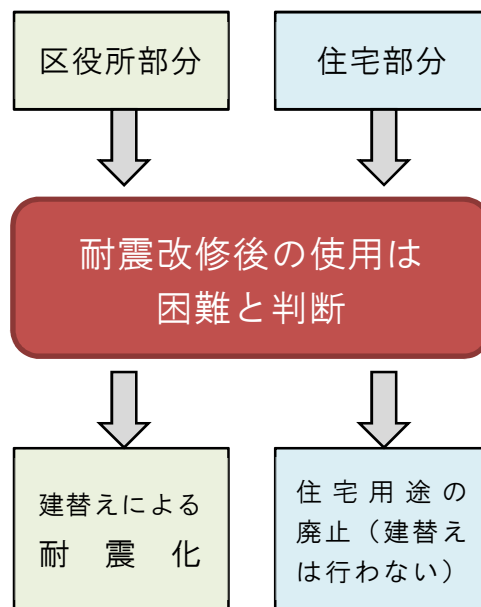 区役所部分
住宅部分
耐震改修後の使用は
困難と判断
建替えによる
耐震化
住宅用途の
廃止（建替え
は行わない）